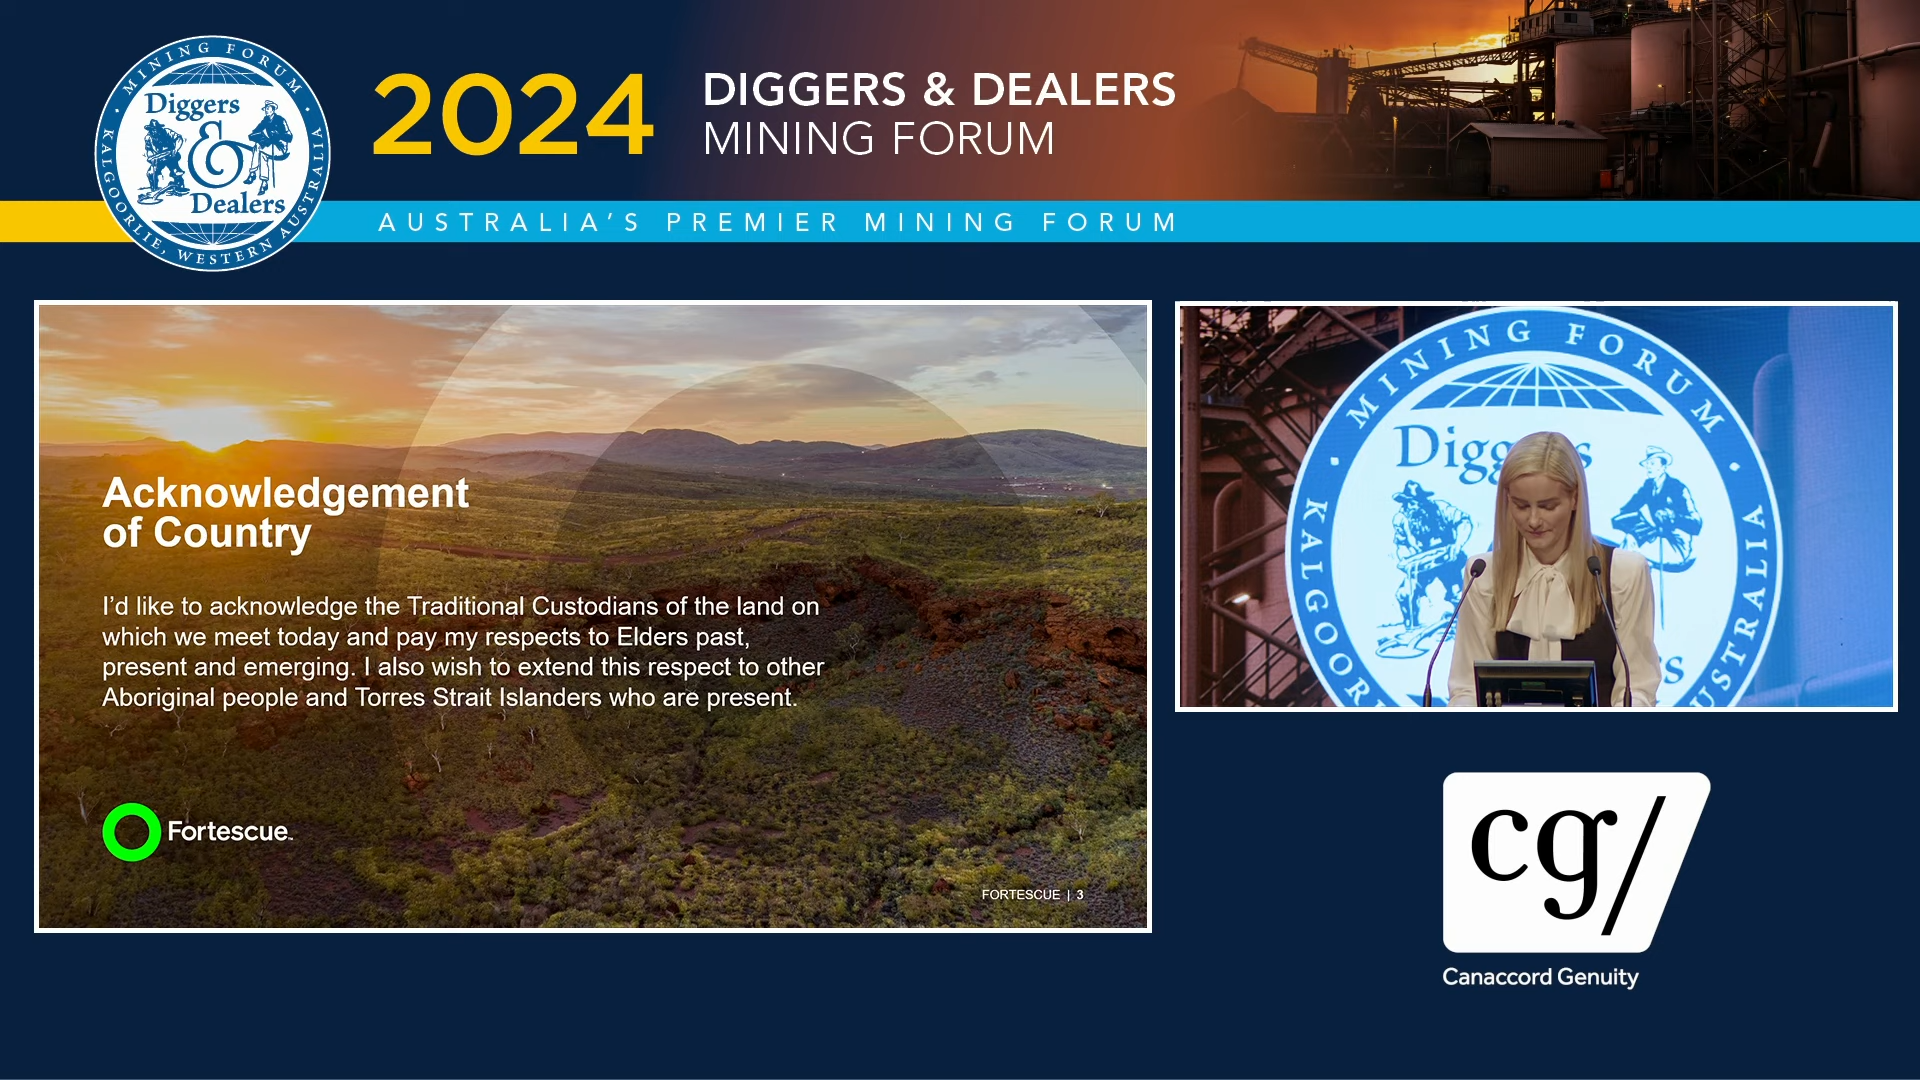 MINING FORUM
Diggers
&
Dealers
KALGOORLIE, WESTERN AUSTRALIA
2024
DIGGERS & DEALERS
MINING FORUM
AUSTRALIA'S PREMIER MINING FORUM
Acknowledgement
of Country
I'd like to acknowledge the Traditional Custodians of the land on
which we meet today and pay my respects to Elders past,
present and emerging. I also wish to extend this respect to other
Aboriginal people and Torres Strait Islanders who are present.
Fortescue
FORTESCUE | 3
MINING FORUM
Digg s
s
KALGOOR
USTRALIA
cg/
Canaccord Genuity